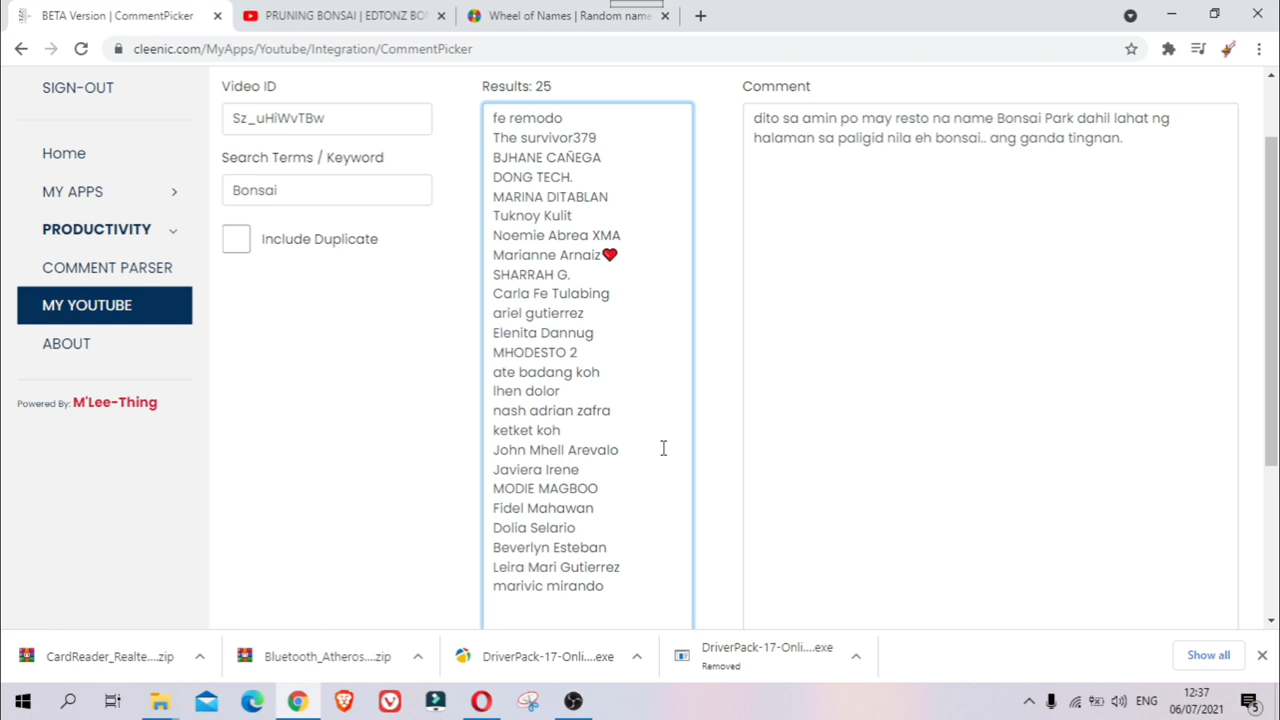 BETA Version | CommentPicker
PRUNING BONSAI | EDTONZ BON
Wheel of Names | Random name
cleenic.com/MyApps/Youtube/Integration/CommentPicker
SIGN-OUT
Home
MY APPS
PRODUCTIVITY
COMMENT PARSER
MY YOUTUBE
ABOUT
Powered By: M'Lee-Thing
Video ID
Sz_uHiWvTBw
Search Terms / Keyword
Bonsai
Include Duplicate
Results: 25
fe remodo
The survivor379
BJHANE CAÑEGA
DONG TECH.
MARINA DITABLAN
Tuknoy Kulit
Noemie Abrea XMA
Marianne Arnaiz❤️
SHARRAH G.
Carla Fe Tulabing
ariel gutierrez
Elenita Dannug
MHODESTO 2
ate badang koh
lhen dolor
nash adrian zafra
ketket koh
John Mhell Arevalo
Javiera Irene
MODIE MAGBOO
Fidel Mahawan
Dolia Selario
Beverlyn Esteban
Leira Mari Gutierrez
marivic mirando
Comment
dito sa amin po may resto na name Bonsai Park dahil lahat ng
halaman sa paligid nila eh bonsai.. ang ganda tingnan.
CardReader_Realte....zip
Bluetooth_Atheros....zip
DriverPack-17-Onli....exe
DriverPack-17-Onli....exe
Removed
Show all
ENG
12:37
06/07/2021
5